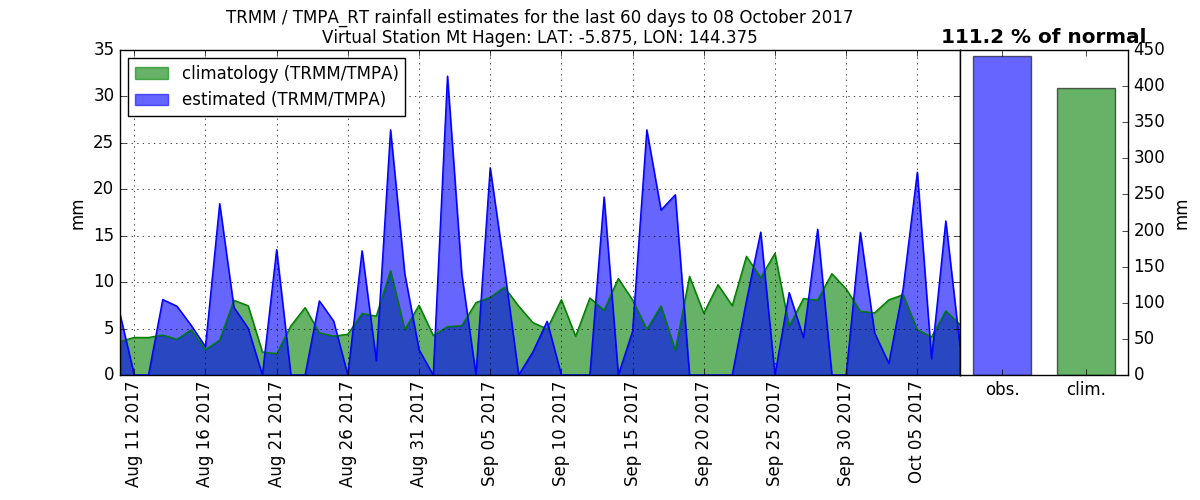 TRMM / TMPA_RT rainfall estimates for the last 60 days to 08 October 2017
Virtual Station Mt Hagen: LAT: -5.875, LON: 144.375
111.2 % of normal
climatology (TRMM/TMPA)
estimated (TRMM/TMPA)
mm
35
30
25
20
15
10
5
0
Aug 11 2017
Aug 16 2017
Aug 21 2017
Aug 26 2017
Aug 31 2017
Sep 05 2017
Sep 10 2017
Sep 15 2017
Sep 20 2017
Sep 25 2017
Sep 30 2017
Oct 05 2017
450
400
350
300
250
200
150
100
50
0
mm
obs.
clim.